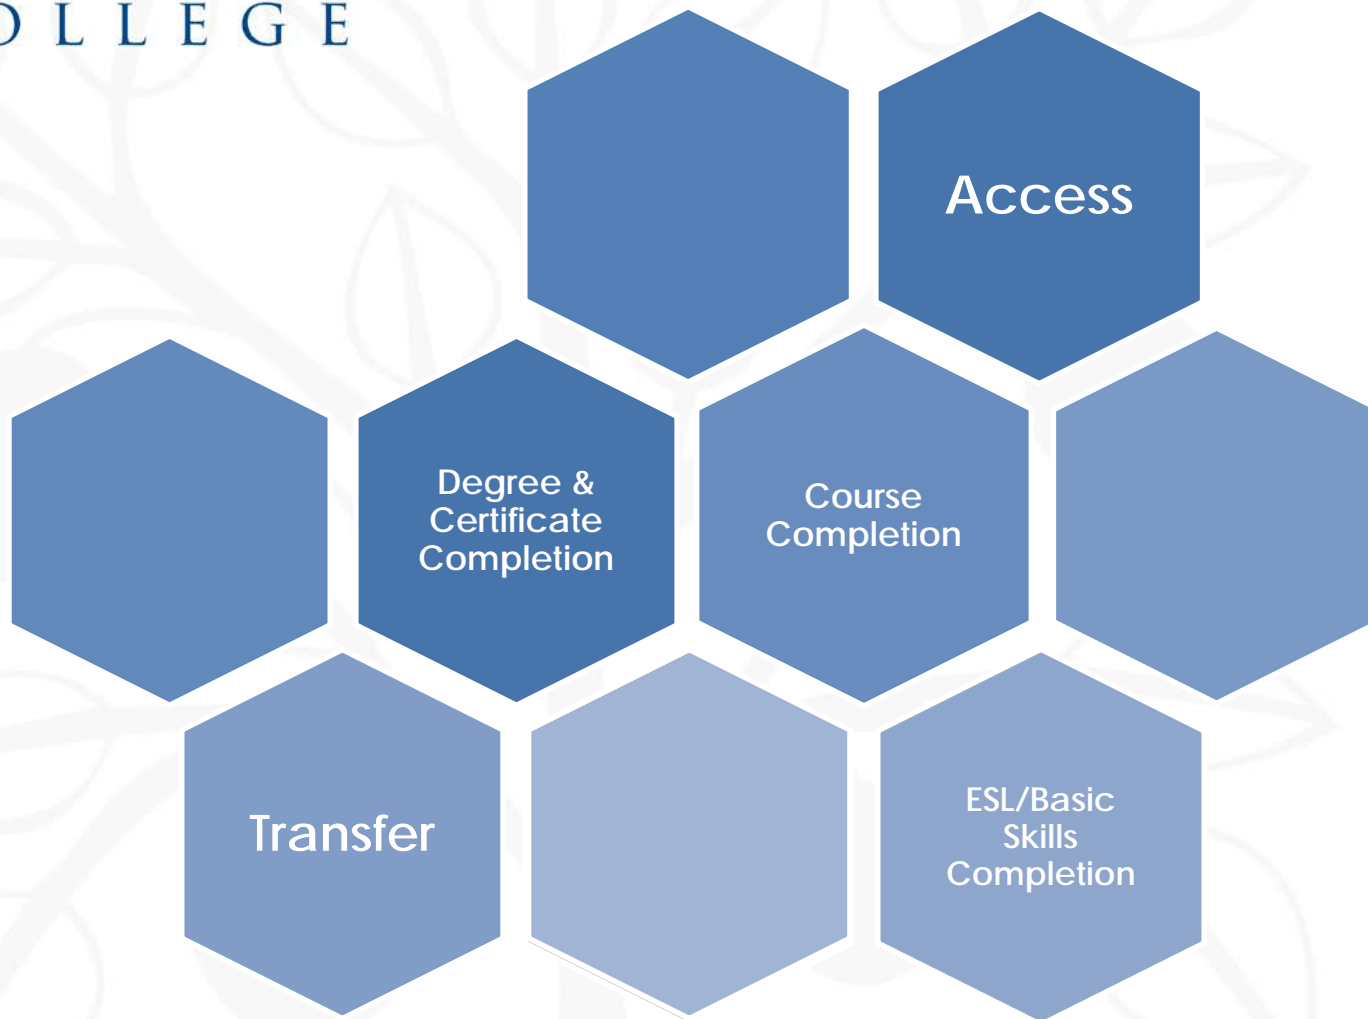 OLLEGE
Access
Degree &
Certificate
Completion
Course
Completion
Transfer
ESL/Basic
Skills
Completion